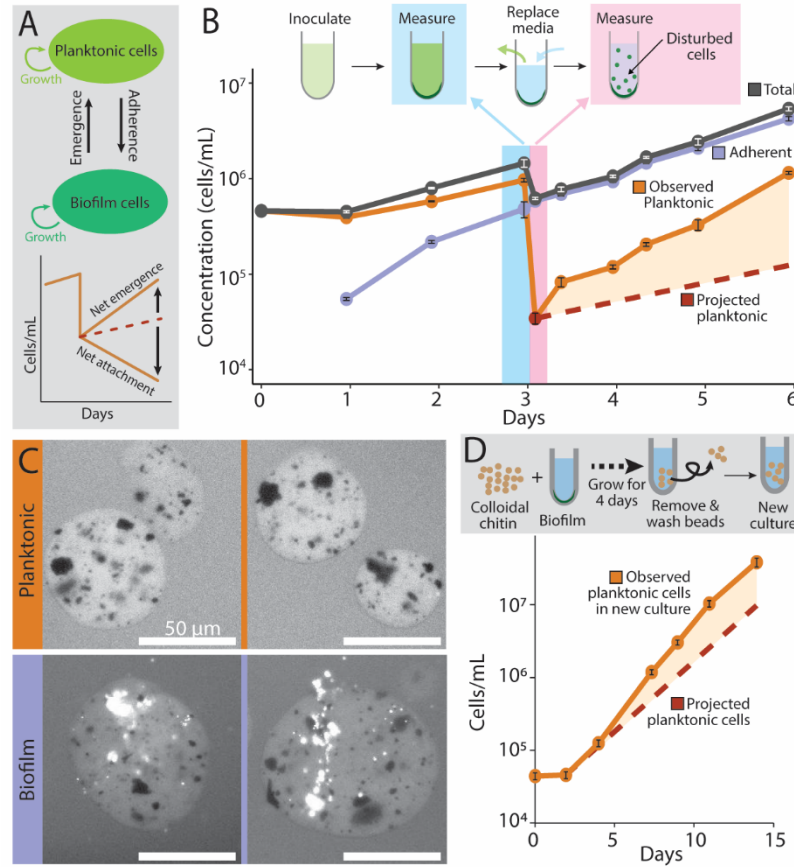 A
Planktonic cells
Growth
Emergence
Adherence
Biofilm cells
Growth
Cells/mL
Net emergence
Net attachment
Days
B
Inoculate
Measure
Replace
media
Measure
Disturbed
cells
Concentration (cells/mL)
10⁷
10⁶
10⁵
10⁴
Total
Adherent
Observed
Planktonic
Projected
planktonic
0
1
2
3
4
5
6
Days
C
Planktonic
50 μm
Biofilm
D
Colloidal
chitin
+
Biofilm
Grow for
4 days
Remove &
wash beads
New
culture
Cells/mL
10⁷
10⁶
10⁵
10⁴
Observed
planktonic cells
in new culture
Projected
planktonic cells
0
5
10
15
Days